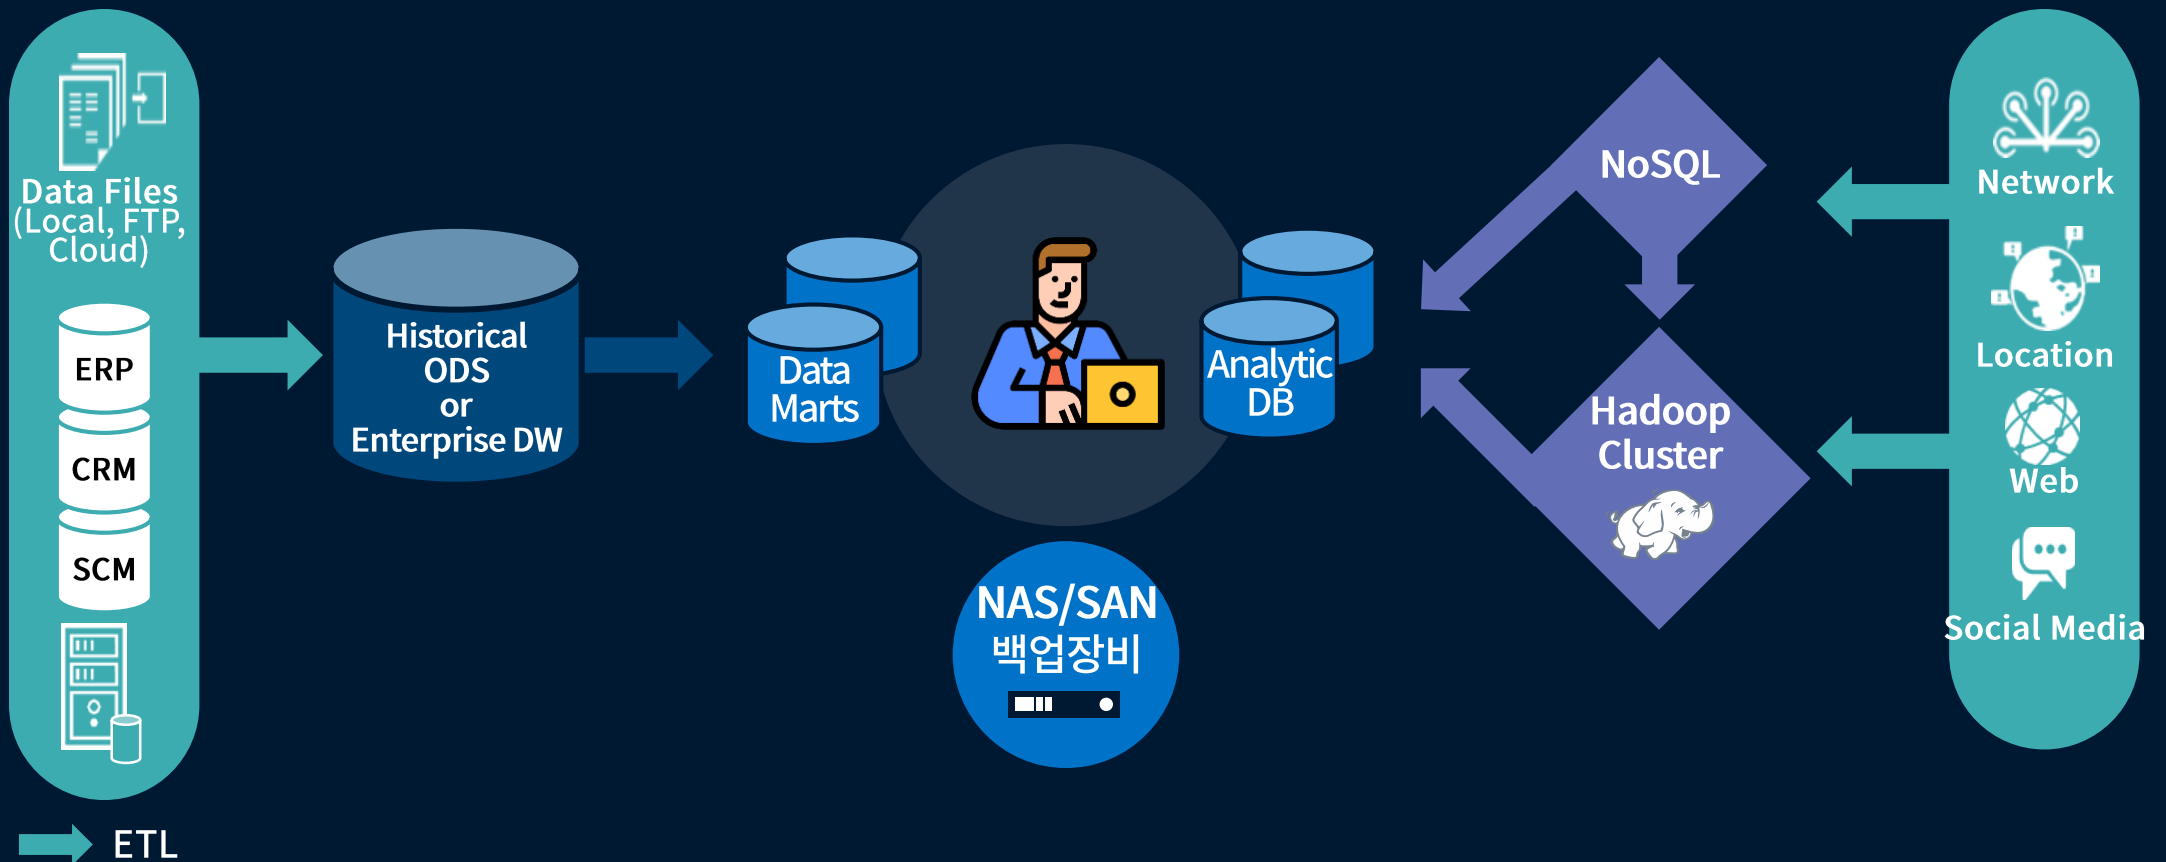 Data Files
(Local, FTP,
Cloud)
ERP
CRM
SCM
Historical
ODS
or
Enterprise DW
Data
Marts
Analytic
DB
NAS/SAN
백업장비
NoSQL
Hadoop
Cluster
Network
Location
Web
Social Media
ETL